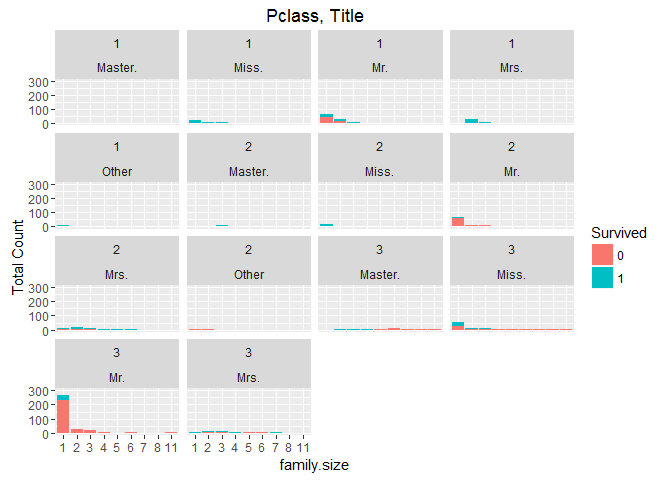 Pclass, Title
1 1 1 1
Master. Miss. Mr. Mrs.
300
200
100
0
1 2 2 2
Other Master. Miss. Mr.
300
200
100
0
2 2 3 3
Mrs. Other Master. Miss.
300
200
100
0
3 3
Mr. Mrs.
300
200
100
0
1 2 3 4 5 6 7 8 11 1 2 3 4 5 6 7 8 11
family.size
Total Count
Survived
0
1